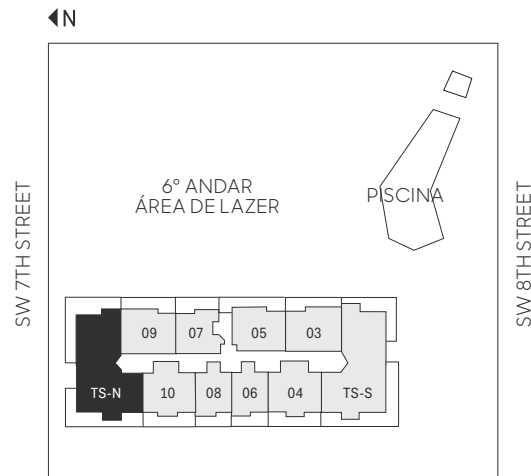 N
6º ANDAR
ÁREA DE LAZER
PISCINA
SW 7TH STREET
SW 8TH STREET
09 07 05 03
TS-N 10 08 06 04 TS-S